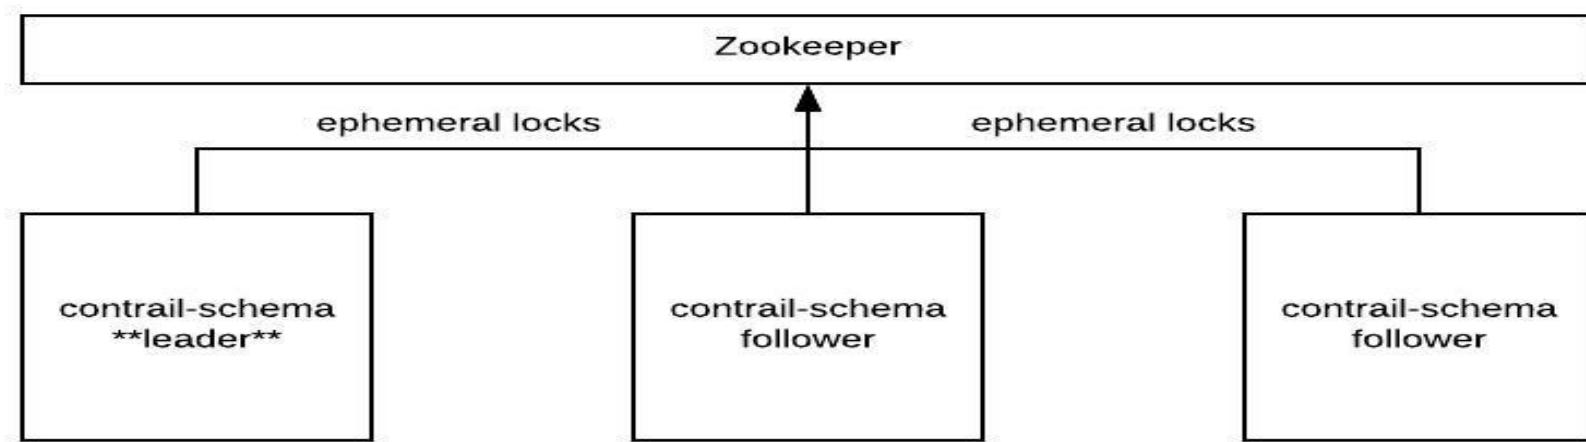 Zookeeper
ephemeral locks
ephemeral locks
contrail-schema
**leader**
contrail-schema
follower
contrail-schema
follower